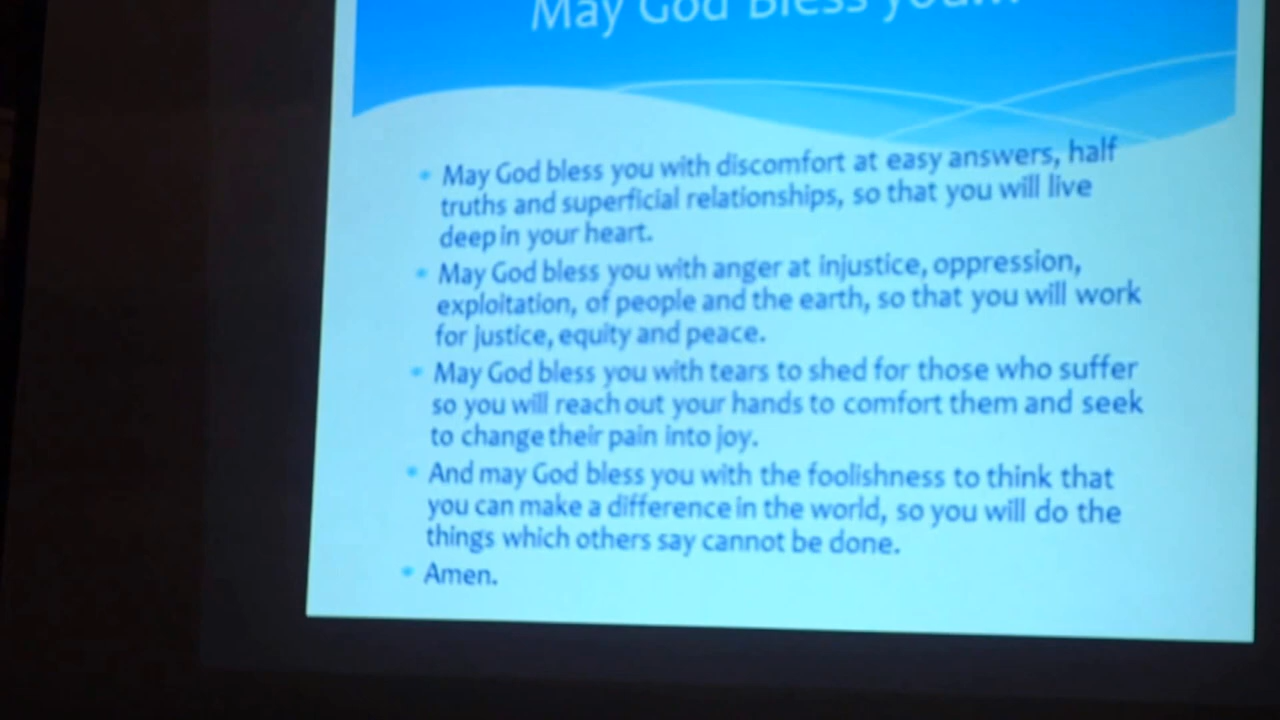 May God Bless you...
May God bless you with discomfort at easy answers, half
truths and superficial relationships, so that you will live
deep in your heart.
May God bless you with anger at injustice, oppression,
exploitation, of people and the earth, so that you will work
for justice, equity and peace.
May God bless you with tears to shed for those who suffer
so you will reach out your hands to comfort them and seek
to change their pain into joy.
And may God bless you with the foolishness to think that
you can make a difference in the world, so you will do the
things which others say cannot be done.
Amen.